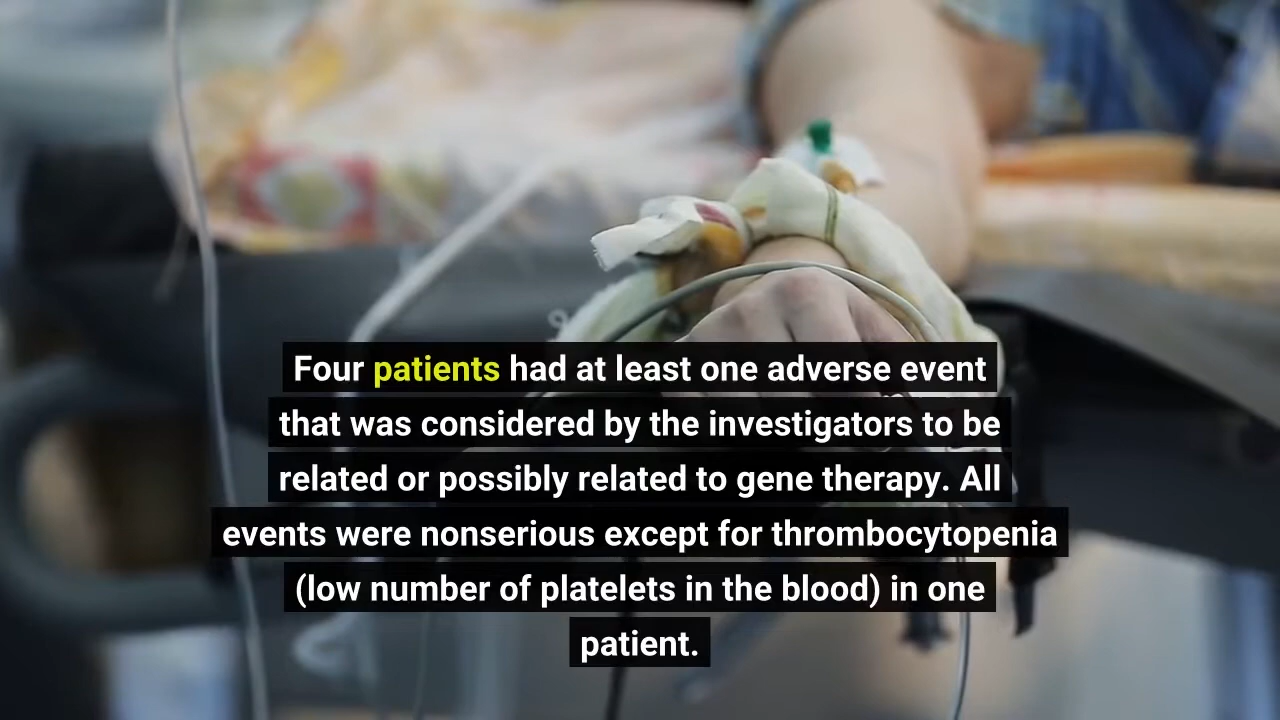 Four patients had at least one adverse event
that was considered by the investigators to be
related or possibly related to gene therapy. All
events were nonserious except for thrombocytopenia
(low number of platelets in the blood) in one
patient.